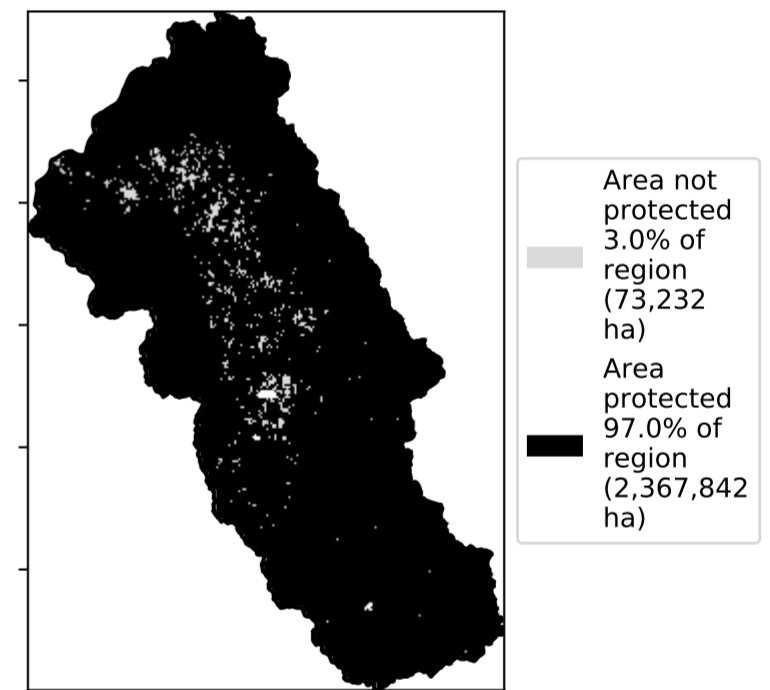 Area not
protected
3.0% of
region
(73,232
ha)
Area
protected
97.0% of
region
(2,367,842
ha)